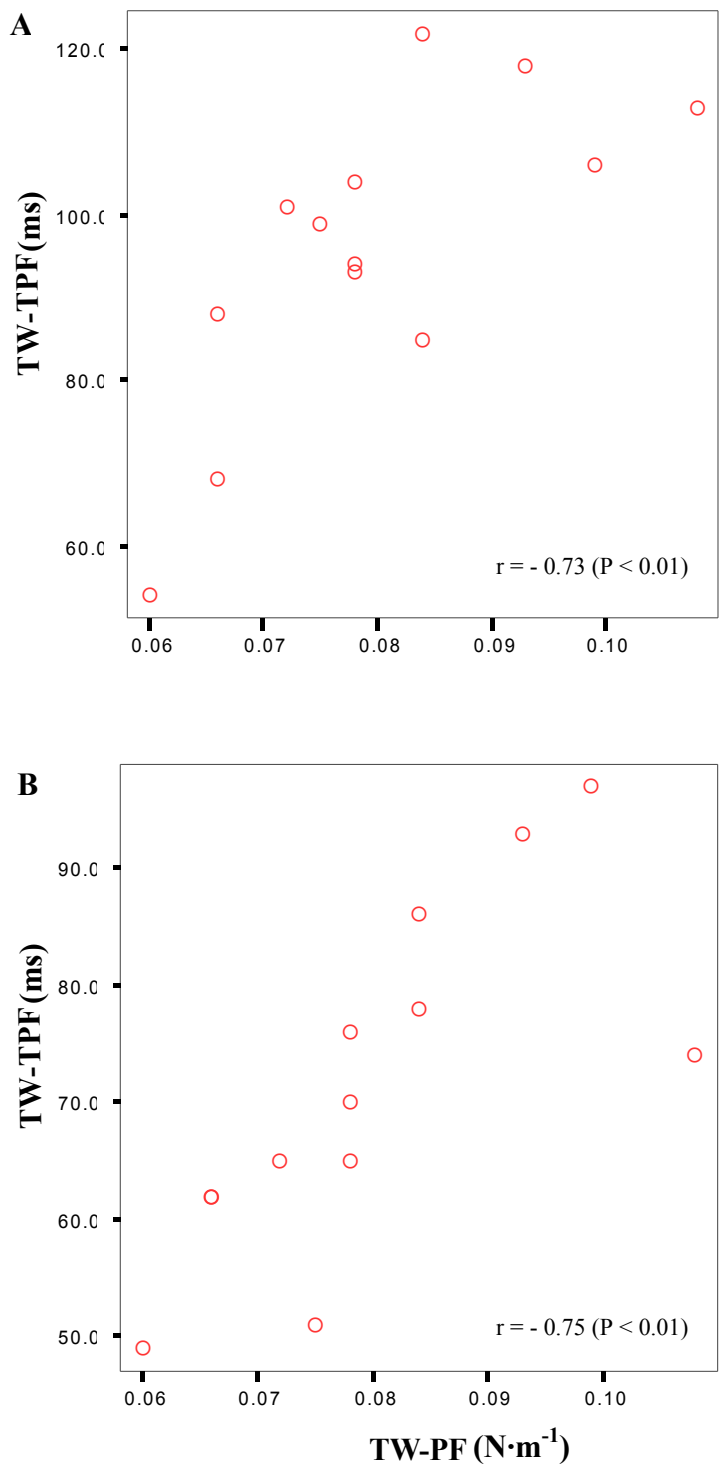 A
120.0
100.0
80.0
60.0
TW-TPF (ms)
r = - 0.73 (P < 0.01)
0.06 0.07 0.08 0.09 0.10
B
90.0
80.0
70.0
60.0
50.0
TW-TPF (ms)
r = - 0.75 (P < 0.01)
0.06 0.07 0.08 0.09 0.10
TW-PF (N·m⁻¹)